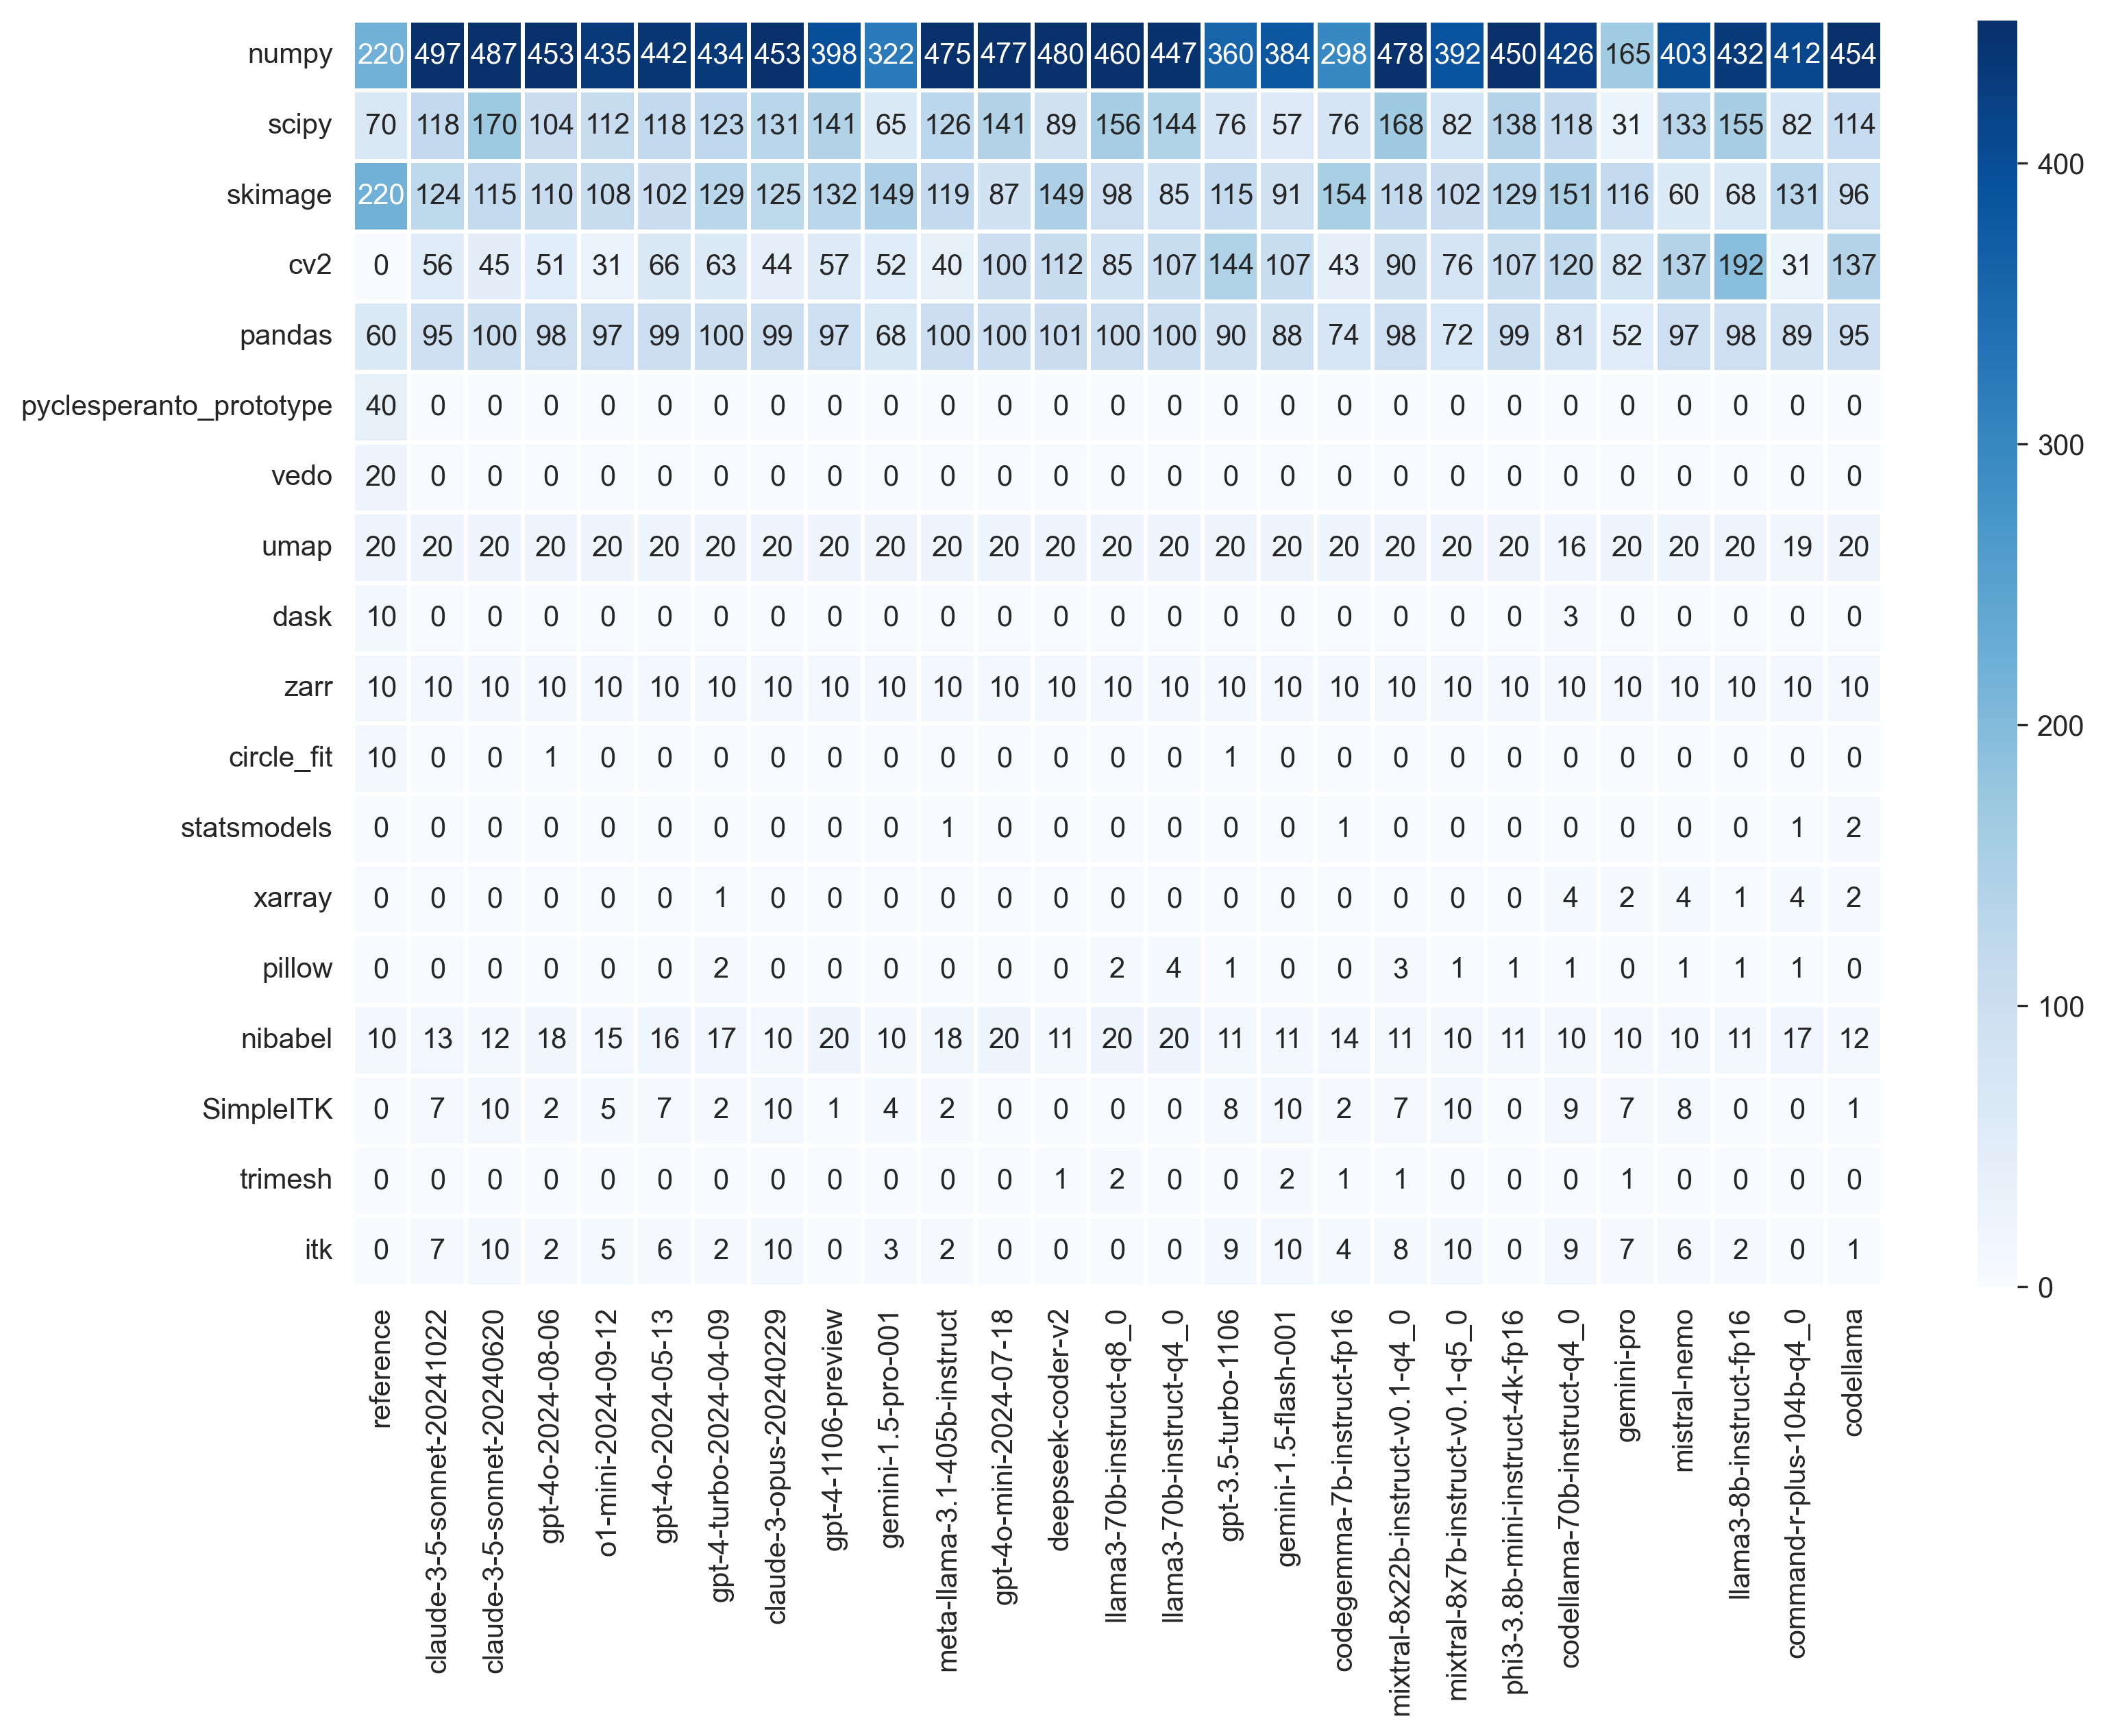 numpy 220 497 487 453 435 442 434 453 398 322 475 477 480 460 447 360 384 298 478 392 450 426 165 403 432 412 454
scipy 70 118 170 104 112 118 123 131 141 65 126 141 89 156 144 76 57 76 168 82 138 118 31 133 155 82 114
skimage 220 124 115 110 108 102 129 125 132 149 119 87 149 98 85 115 91 154 118 102 129 151 116 60 68 131 96
cv2 0 56 45 51 31 66 63 44 57 52 40 100 112 85 107 144 107 43 90 76 107 120 82 137 192 31 137
pandas 60 95 100 98 97 99 100 99 97 68 100 100 101 100 100 90 88 74 98 72 99 81 52 97 98 89 95
pyclesperanto_prototype 40 0 0 0 0 0 0 0 0 0 0 0 0 0 0 0 0 0 0 0 0 0 0 0 0 0 0
vedo 20 0 0 0 0 0 0 0 0 0 0 0 0 0 0 0 0 0 0 0 0 0 0 0 0 0 0
umap 20 20 20 20 20 20 20 20 20 20 20 20 20 20 20 20 20 20 20 20 20 16 20 20 20 19 20
dask 10 0 0 0 0 0 0 0 0 0 0 0 0 0 0 0 0 0 0 0 0 3 0 0 0 0 0
zarr 10 10 10 10 10 10 10 10 10 10 10 10 10 10 10 10 10 10 10 10 10 10 10 10 10 10 10
circle_fit 10 0 0 1 0 0 0 0 0 0 0 0 0 0 0 1 0 0 0 0 0 0 0 0 0 0 0
statsmodels 0 0 0 0 0 0 0 0 0 0 1 0 0 0 0 0 0 1 0 0 0 0 0 0 0 1 2
xarray 0 0 0 0 0 0 1 0 0 0 0 0 0 0 0 0 0 0 0 0 0 4 2 4 1 4 2
pillow 0 0 0 0 0 0 2 0 0 0 0 0 0 2 4 1 0 0 3 1 1 1 0 1 1 1 0
nibabel 10 13 12 18 15 16 17 10 20 10 18 20 11 20 20 11 11 14 11 10 11 10 10 10 11 17 12
SimpleITK 0 7 10 2 5 7 2 10 1 4 2 0 0 0 0 8 10 2 7 10 0 9 7 8 0 0 1
trimesh 0 0 0 0 0 0 0 0 0 0 0 0 1 2 0 0 2 1 1 0 0 0 1 0 0 0 0
itk 0 7 10 2 5 6 2 10 0 3 2 0 0 0 0 9 10 4 8 10 0 9 7 6 2 0 1
reference
claude-3-5-sonnet-20241022
claude-3-5-sonnet-20240620
gpt-4o-2024-08-06
o1-mini-2024-09-12
gpt-4o-2024-05-13
gpt-4-turbo-2024-04-09
claude-3-opus-20240229
gpt-4-1106-preview
gemini-1.5-pro-001
meta-llama-3.1-405b-instruct
gpt-4o-mini-2024-07-18
deepseek-coder-v2
llama3-70b-instruct-q8_0
llama3-70b-instruct-q4_0
gpt-3.5-turbo-1106
gemini-1.5-flash-001
codegemma-7b-instruct-fp16
mixtral-8x22b-instruct-v0.1-q4_0
mixtral-8x7b-instruct-v0.1-q5_0
phi3-3.8b-mini-instruct-4k-fp16
codellama-70b-instruct-q4_0
gemini-pro
mistral-nemo
llama3-8b-instruct-fp16
command-r-plus-104b-q4_0
codellama
400
300
200
100
0